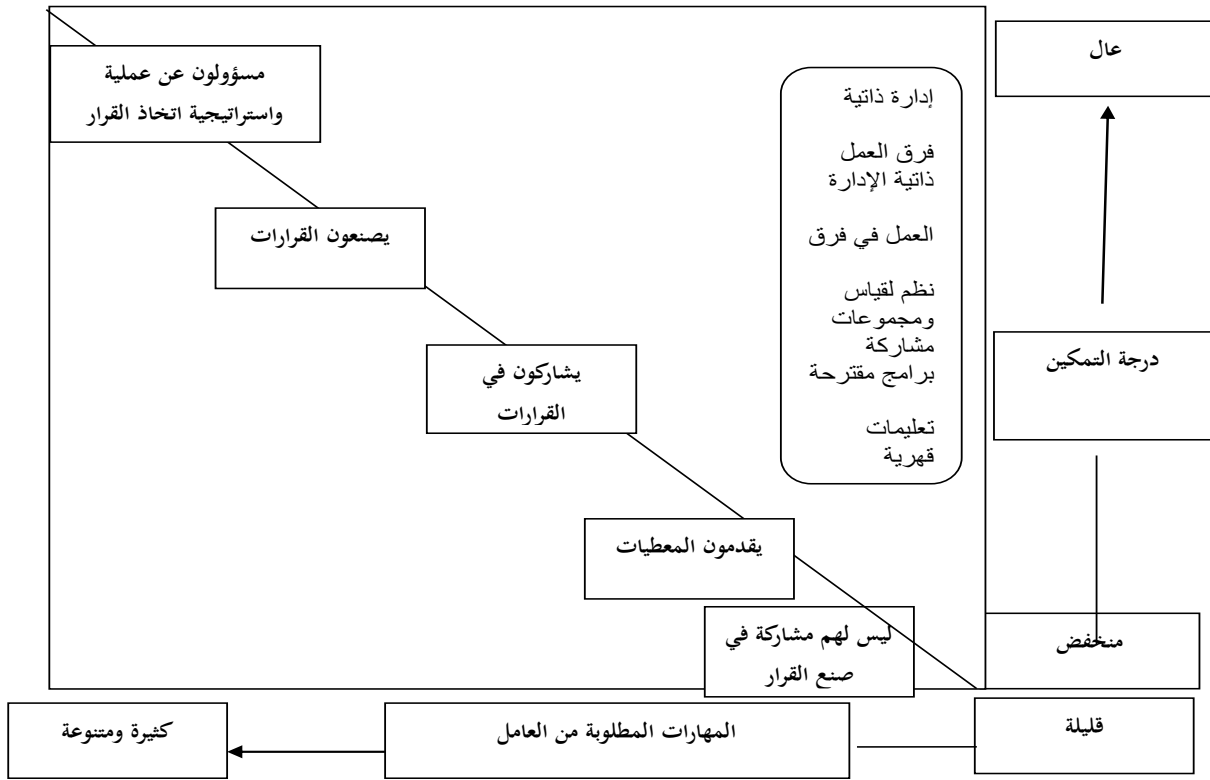 عال
مسؤولون عن عملية
واستراتيجية اتخاذ القرار
إدارة ذاتية
فرق العمل
ذاتية الإدارة
يصنعون القرارات
العمل في فرق
نظم لقياس
ومجموعات
مشاركة
برامج مقترحة
درجة التمكين
يشاركون في
القرارات
تعليمات
قهرية
يقدمون المعطيات
منخفض
ليس لهم مشاركة في
صنع القرار
قليلة
المهارات المطلوبة من العامل
كثيرة ومتنوعة